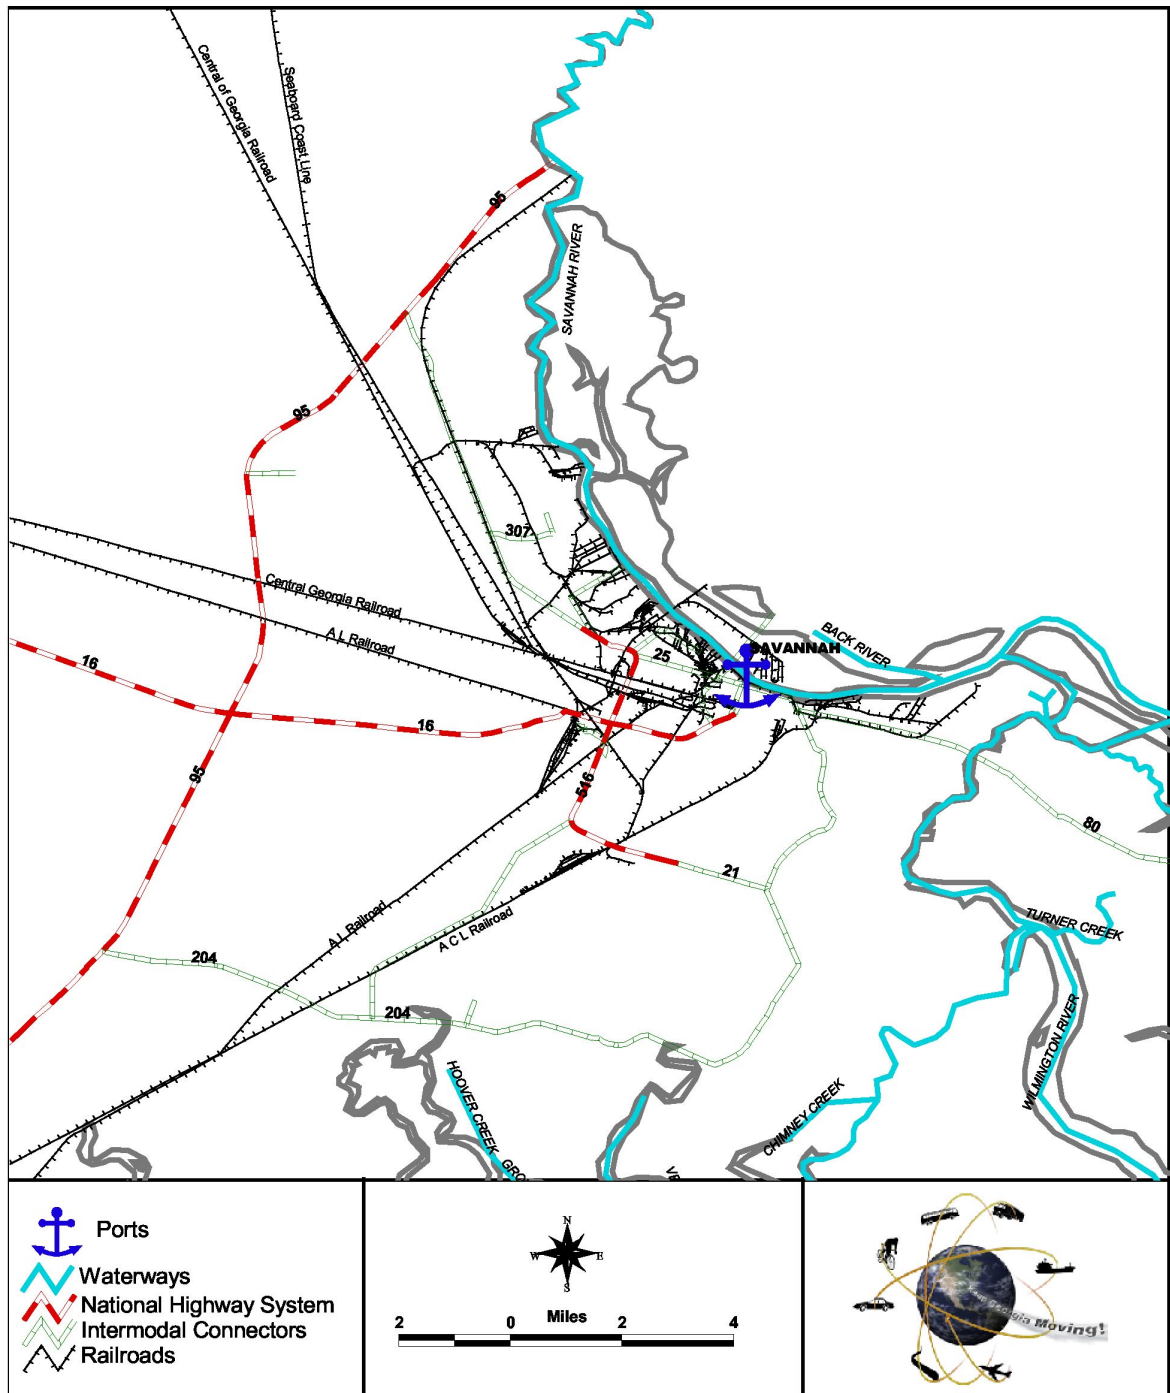 Central of Georgia Railroad
Seaboard Coast Line
95
SAVANNAH RIVER
95
307
Central Georgia Railroad
A L Railroad
BACK RIVER
SAVANNAH
25
16
16
95
516
80
21
TURNER CREEK
A L Railroad
A C L Railroad
204
204
WILMINGTON RIVER
HOOVER CREEK
CHIMNEY CREEK
Ports
Waterways
National Highway System
Intermodal Connectors
Railroads
N
W E
S
Miles
2 0 2 4
Georgia Moving!